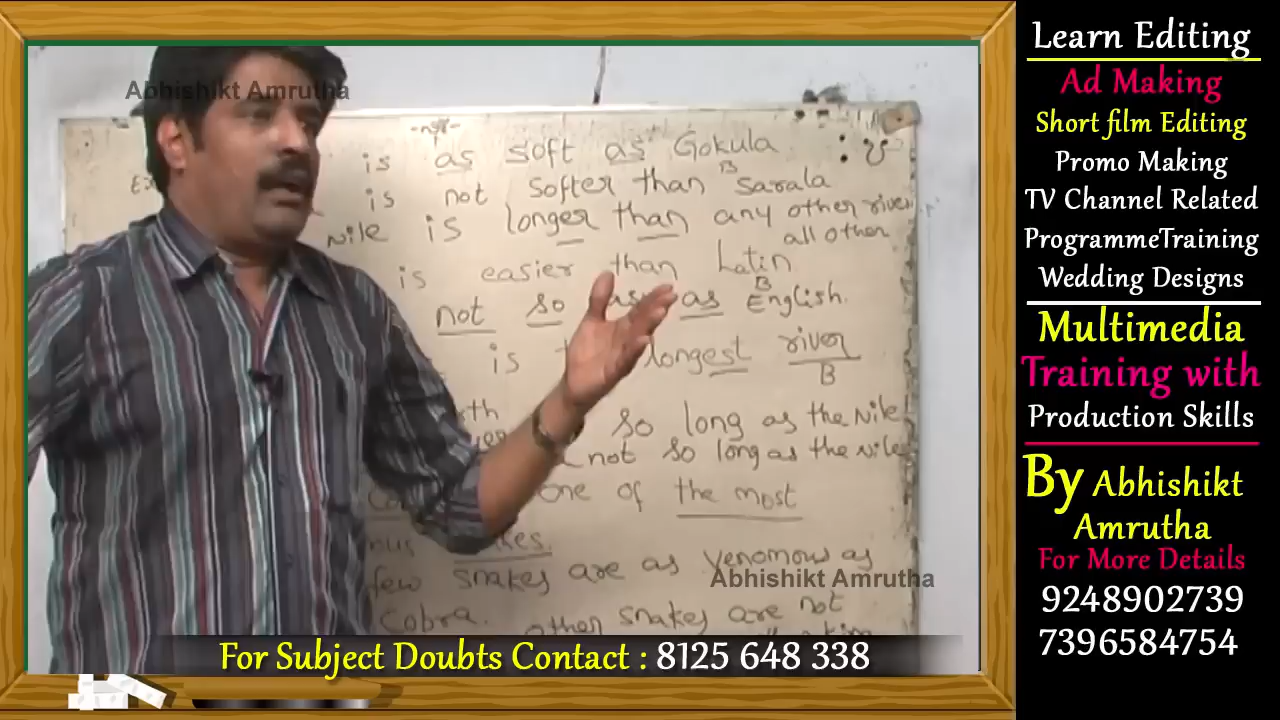 Abhishikt Amrutha
is as soft as Gokula
is not softer than Sarala
B
Nile is longer than any other river
all other
is easier than Latin
not so as English.
B
is longest river
B
so long as the Nile
not so long as the Nile
one of the most
few snakes are as venomous as
Cobra. other snakes are not
Abhishikt Amrutha
For Subject Doubts Contact : 8125 648 338
Learn Editing
Ad Making
Short film Editing
Promo Making
TV Channel Related
ProgrammeTraining
Wedding Designs
Multimedia
Training with
Production Skills
By Abhishikt
Amrutha
For More Details
9248902739
7396584754